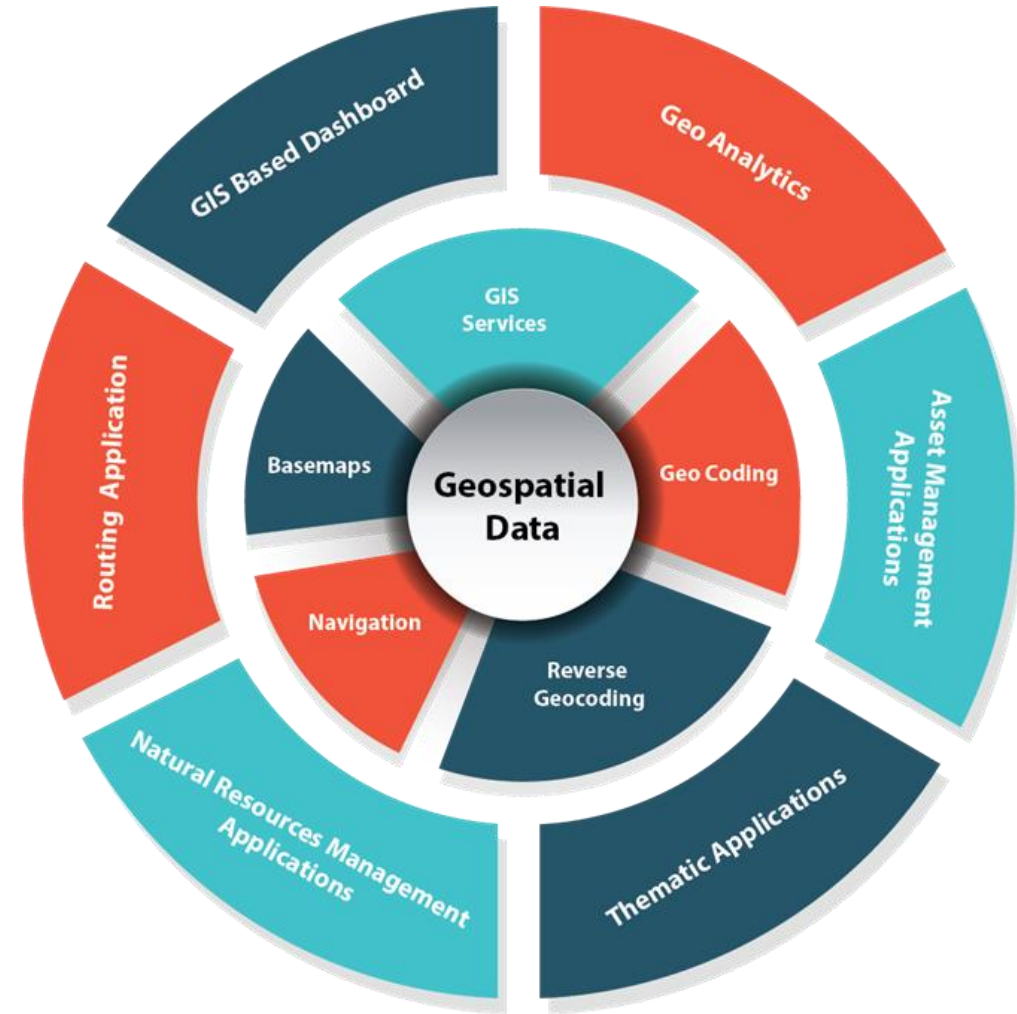 GIS Based Dashboard
Geo Analytics
Asset Management
Applications
Thematic Applications
Natural Resources Management
Applications
Routing Application
GIS
Services
Geo Coding
Reverse
Geocoding
Navigation
Basemaps
Geospatial
Data